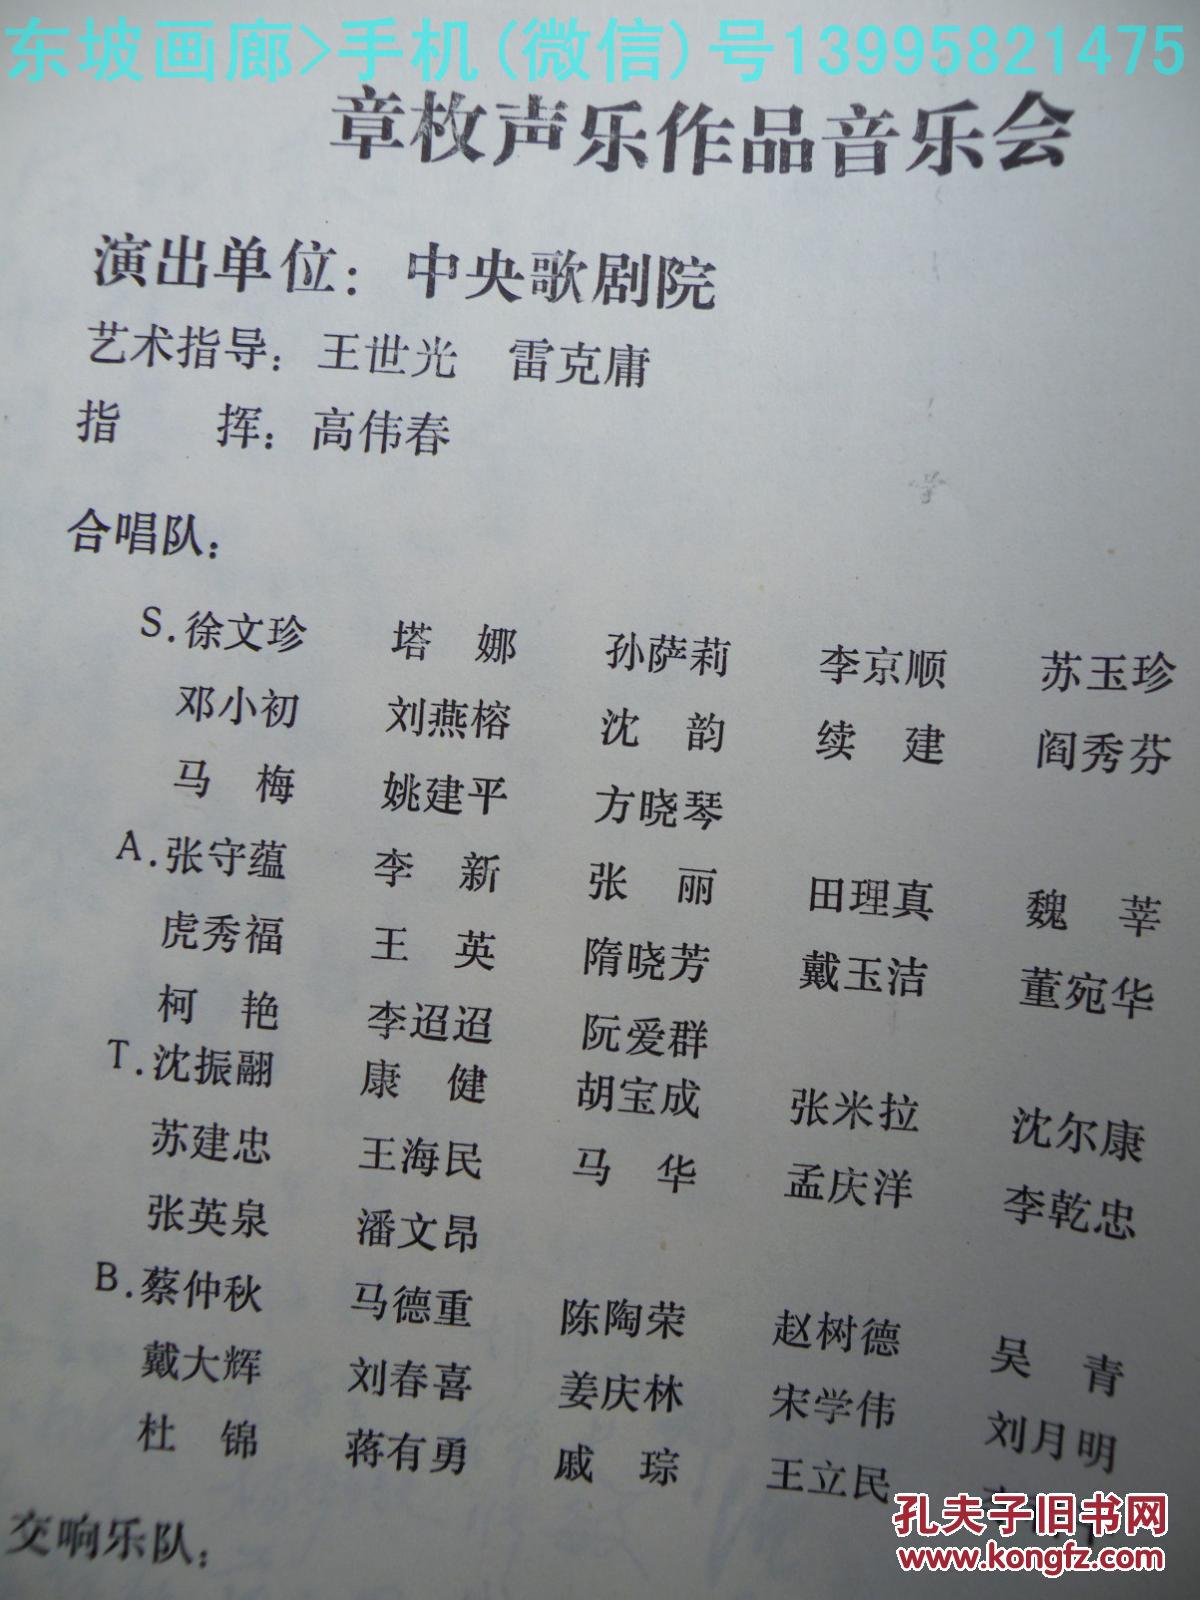 东坡画廊>手机(微信)号13995821475
章枚声乐作品音乐会
演出单位：中央歌剧院
艺术指导：王世光 雷克庸
指 挥：高伟春
合唱队：
S.徐文珍 塔 娜 孙萨莉 李京顺 苏玉珍
邓小初 刘燕榕 沈 韵 续 建 阎秀芬
马 梅 姚建平 方晓琴
A.张守蕴 李 新 张 丽 田理真 魏 莘
虎秀福 王 英 隋晓芳 戴玉洁 董宛华
柯 艳 李迢迢 阮爱群
T.沈振翮 康 健 胡宝成 张米拉 沈尔康
苏建忠 王海民 马 华 孟庆洋 李乾忠
张英泉 潘文昂
B.蔡仲秋 马德重 陈陶荣 赵树德 吴 青
戴大辉 刘春喜 姜庆林 宋学伟 刘月明
杜 锦 蒋有勇 戚 琮 王立民
交响乐队：
孔夫子旧书网
www.kongfz.com